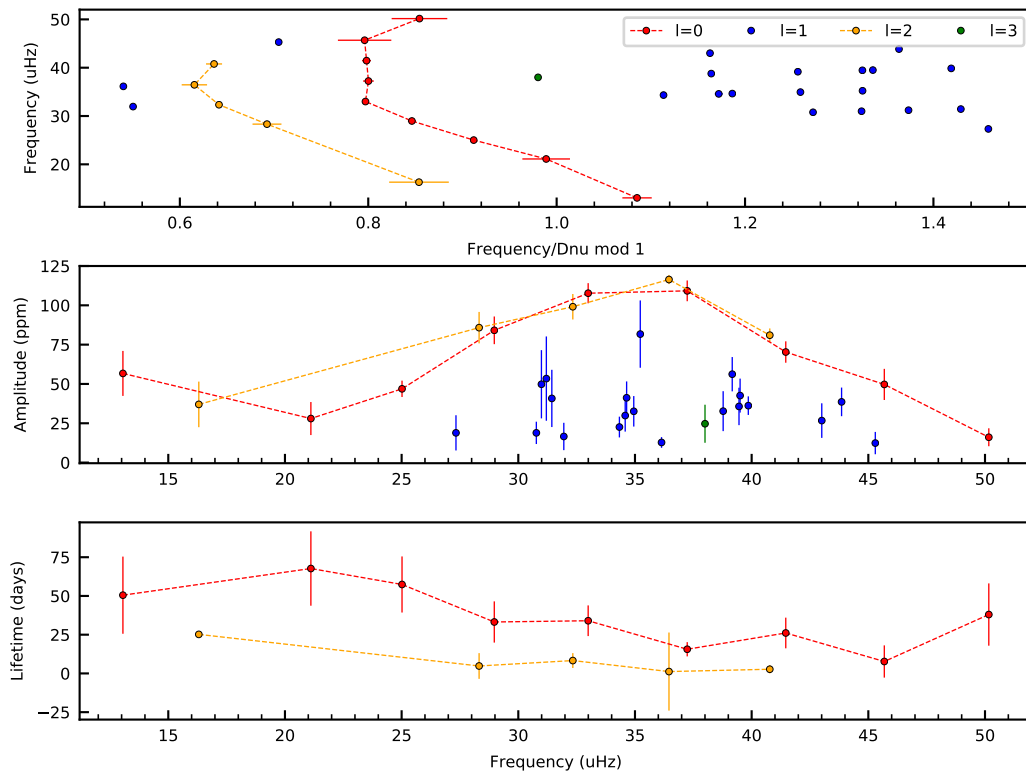 50
40
30
20
Frequency (uHz)
l=0 l=1 l=2 l=3
0.6 0.8 1.0 1.2 1.4
Frequency/Dnu mod 1
125
100
75
50
25
0
Amplitude (ppm)
15 20 25 30 35 40 45 50
75
50
25
0
−25
Lifetime (days)
15 20 25 30 35 40 45 50
Frequency (uHz)